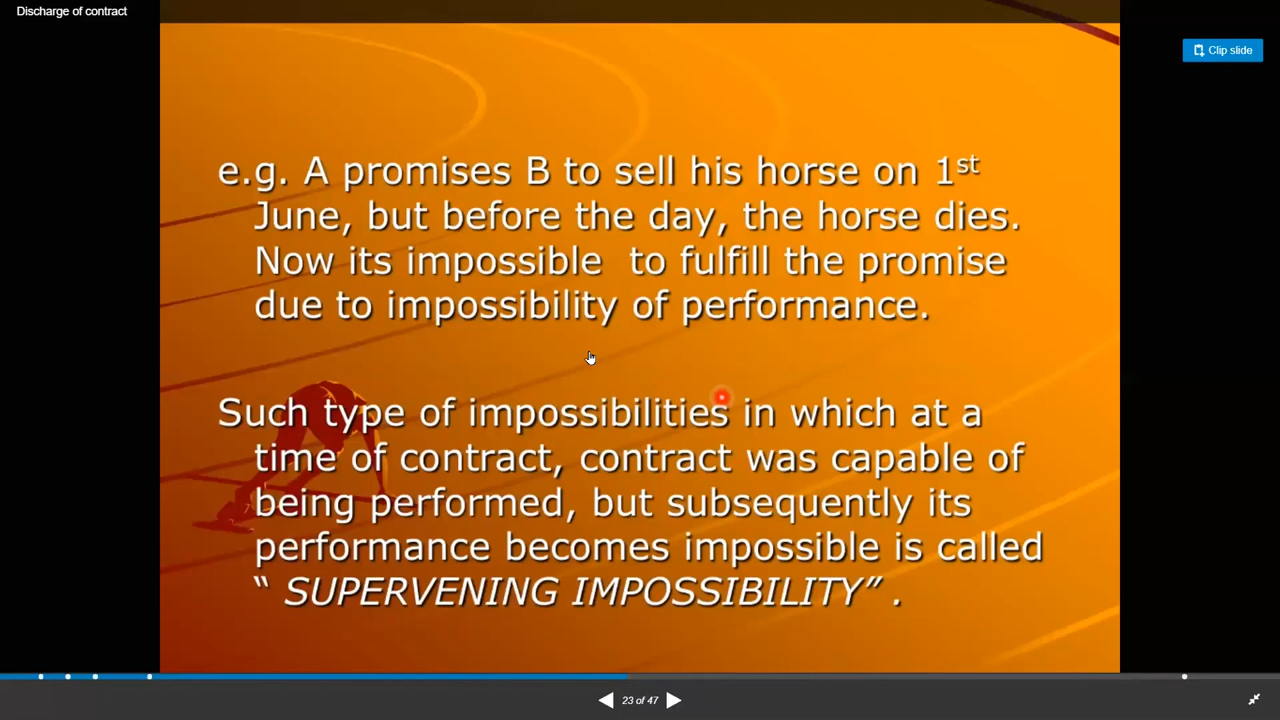 Discharge of contract
Clip slide
e.g. A promises B to sell his horse on 1st
June, but before the day, the horse dies.
Now its impossible to fulfill the promise
due to impossibility of performance.
Such type of impossibilities in which at a
time of contract, contract was capable of
being performed, but subsequently its
performance becomes impossible is called
“ SUPERVENING IMPOSSIBILITY” .
23 of 47